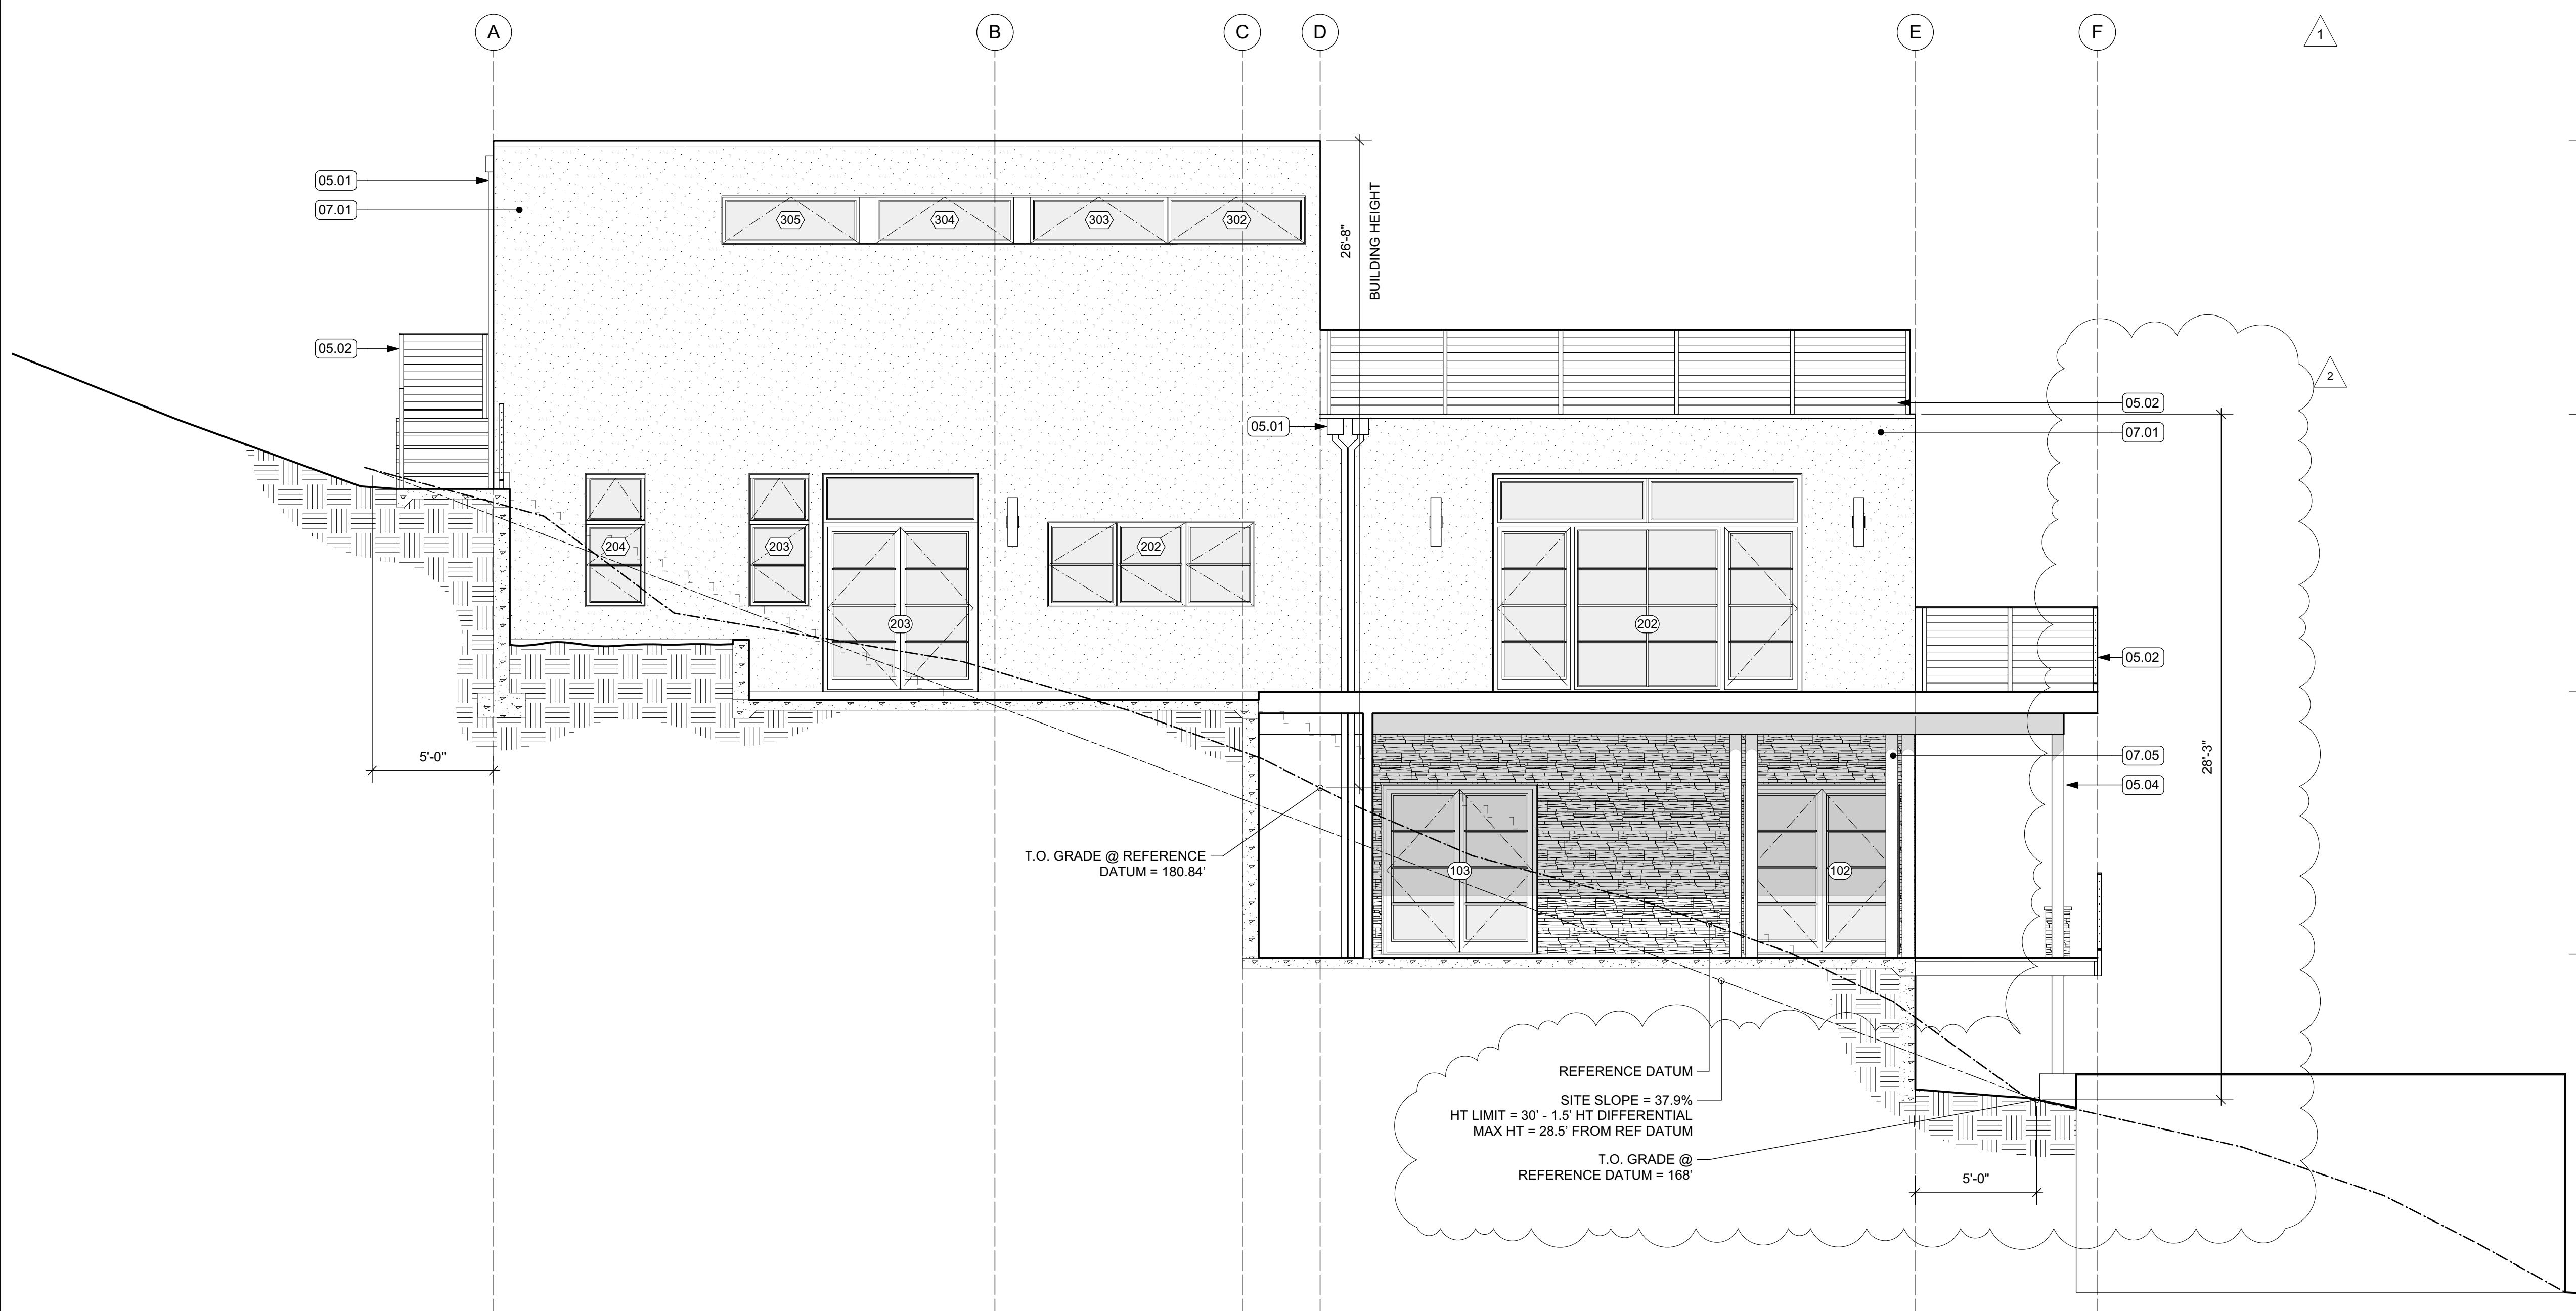 A
B
C
D
E
F
1
05.01
07.01
305
304
303
302
26'-8"
BUILDING HEIGHT
05.02
2
05.02
05.01
07.01
204
203
202
203
202
05.02
5'-0"
07.05
28'-3"
05.04
T.O. GRADE @ REFERENCE
DATUM = 180.84'
103
102
REFERENCE DATUM
SITE SLOPE = 37.9%
HT LIMIT = 30' - 1.5' HT DIFFERENTIAL
MAX HT = 28.5' FROM REF DATUM
T.O. GRADE @
REFERENCE DATUM = 168'
5'-0"